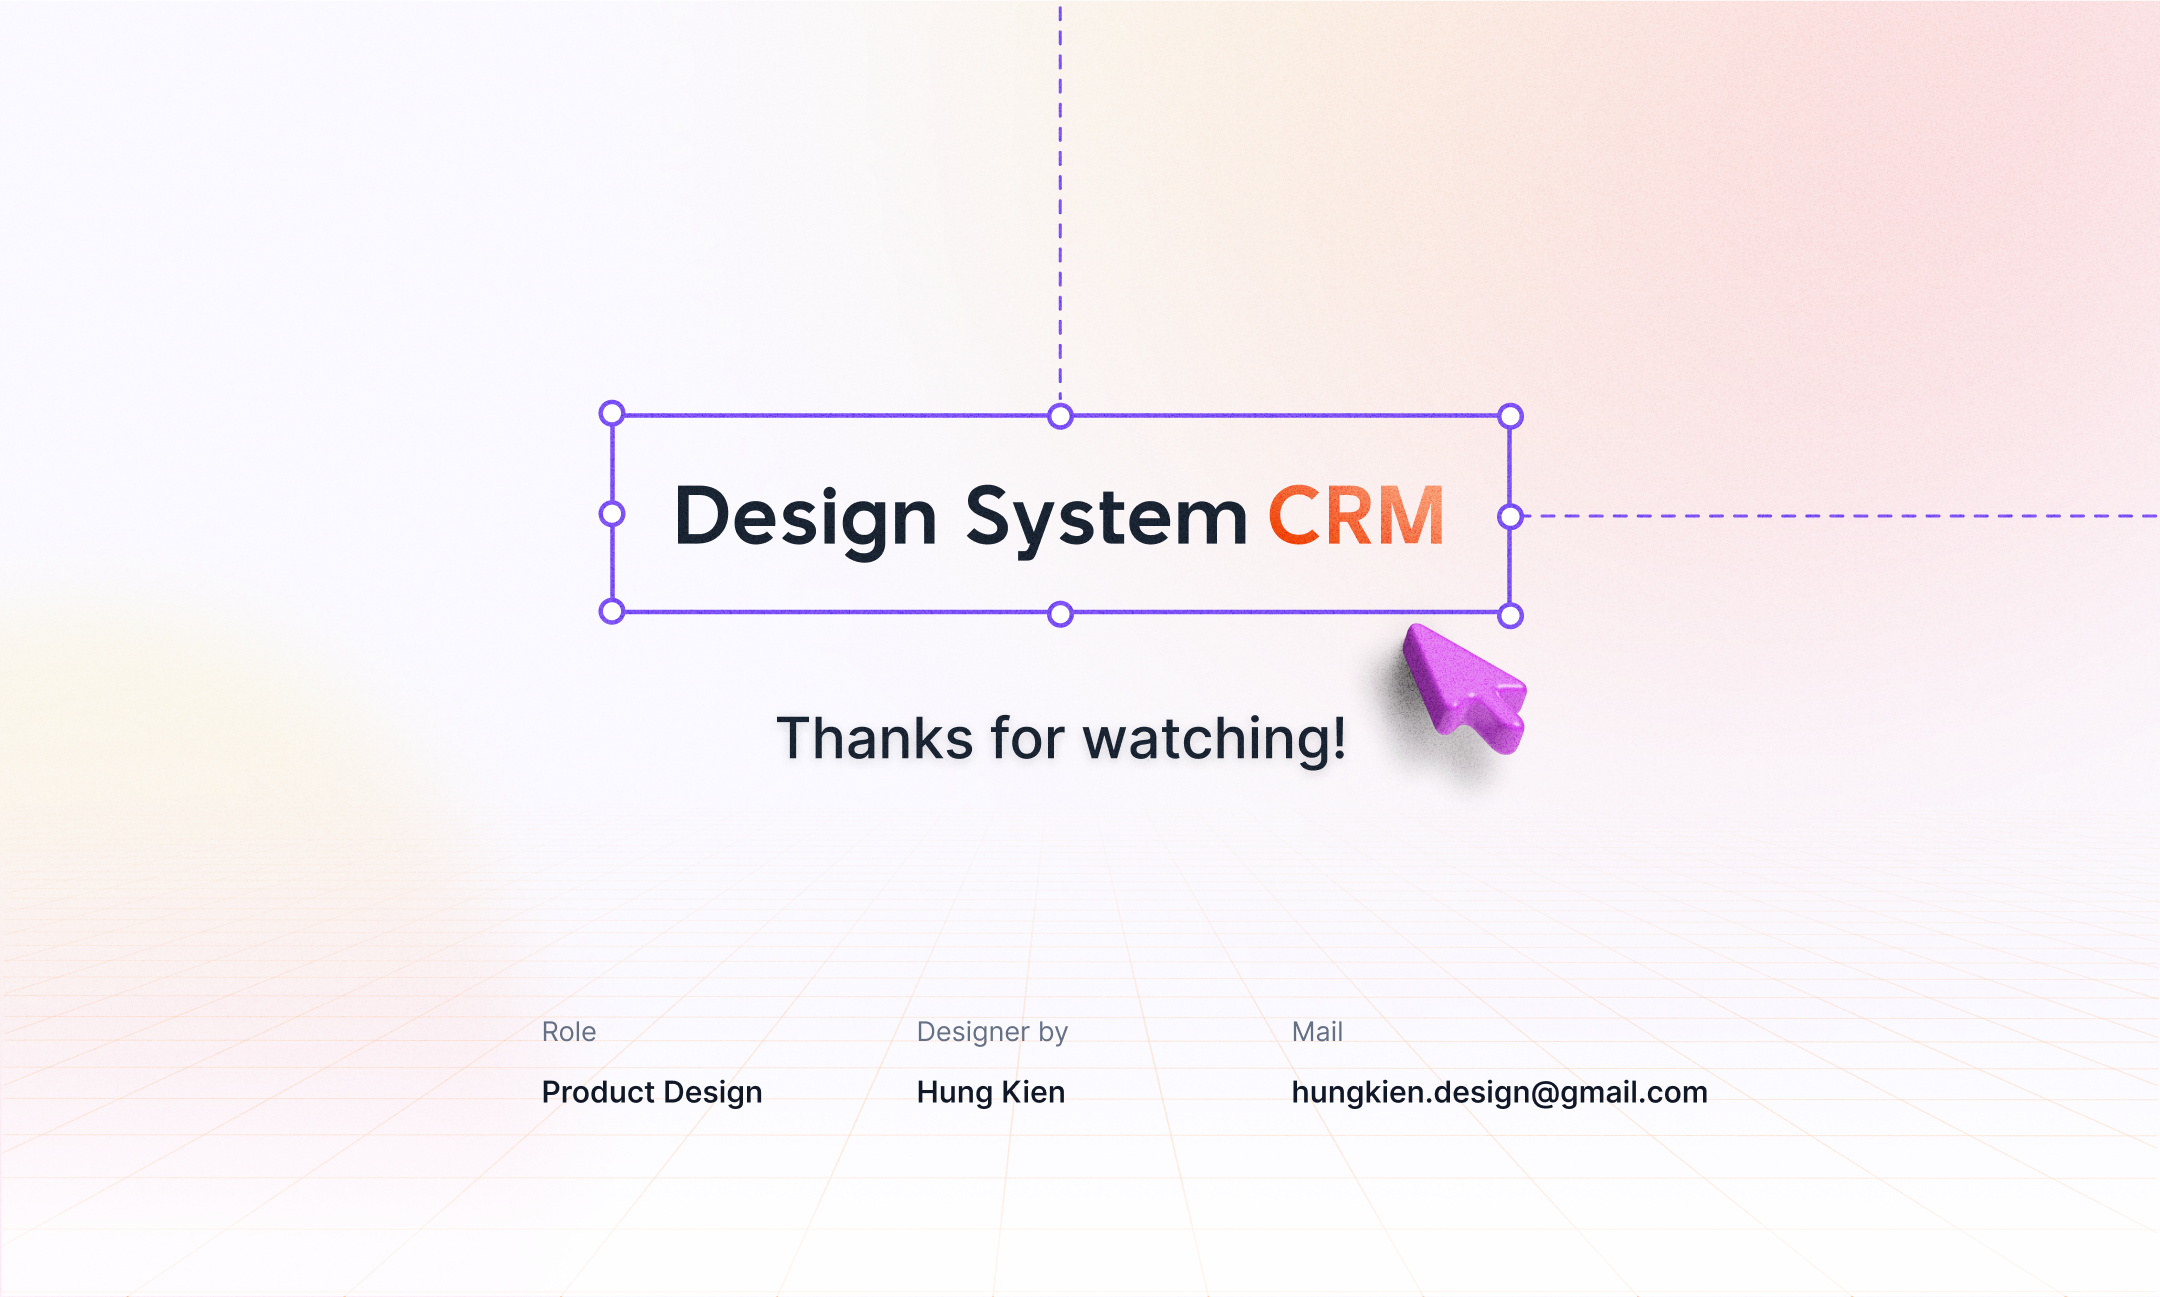 Design System CRM
Thanks for watching!
Role
Product Design
Designer by
Hung Kien
Mail
hungkien.design@gmail.com